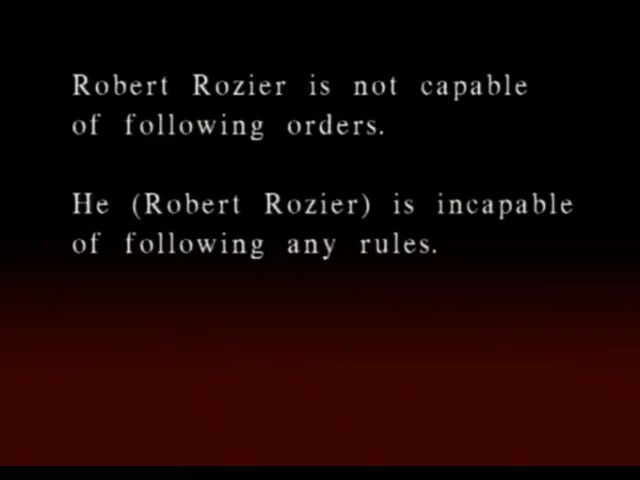 Robert Rozier is not capable
of following orders.
He (Robert Rozier) is incapable
of following any rules.